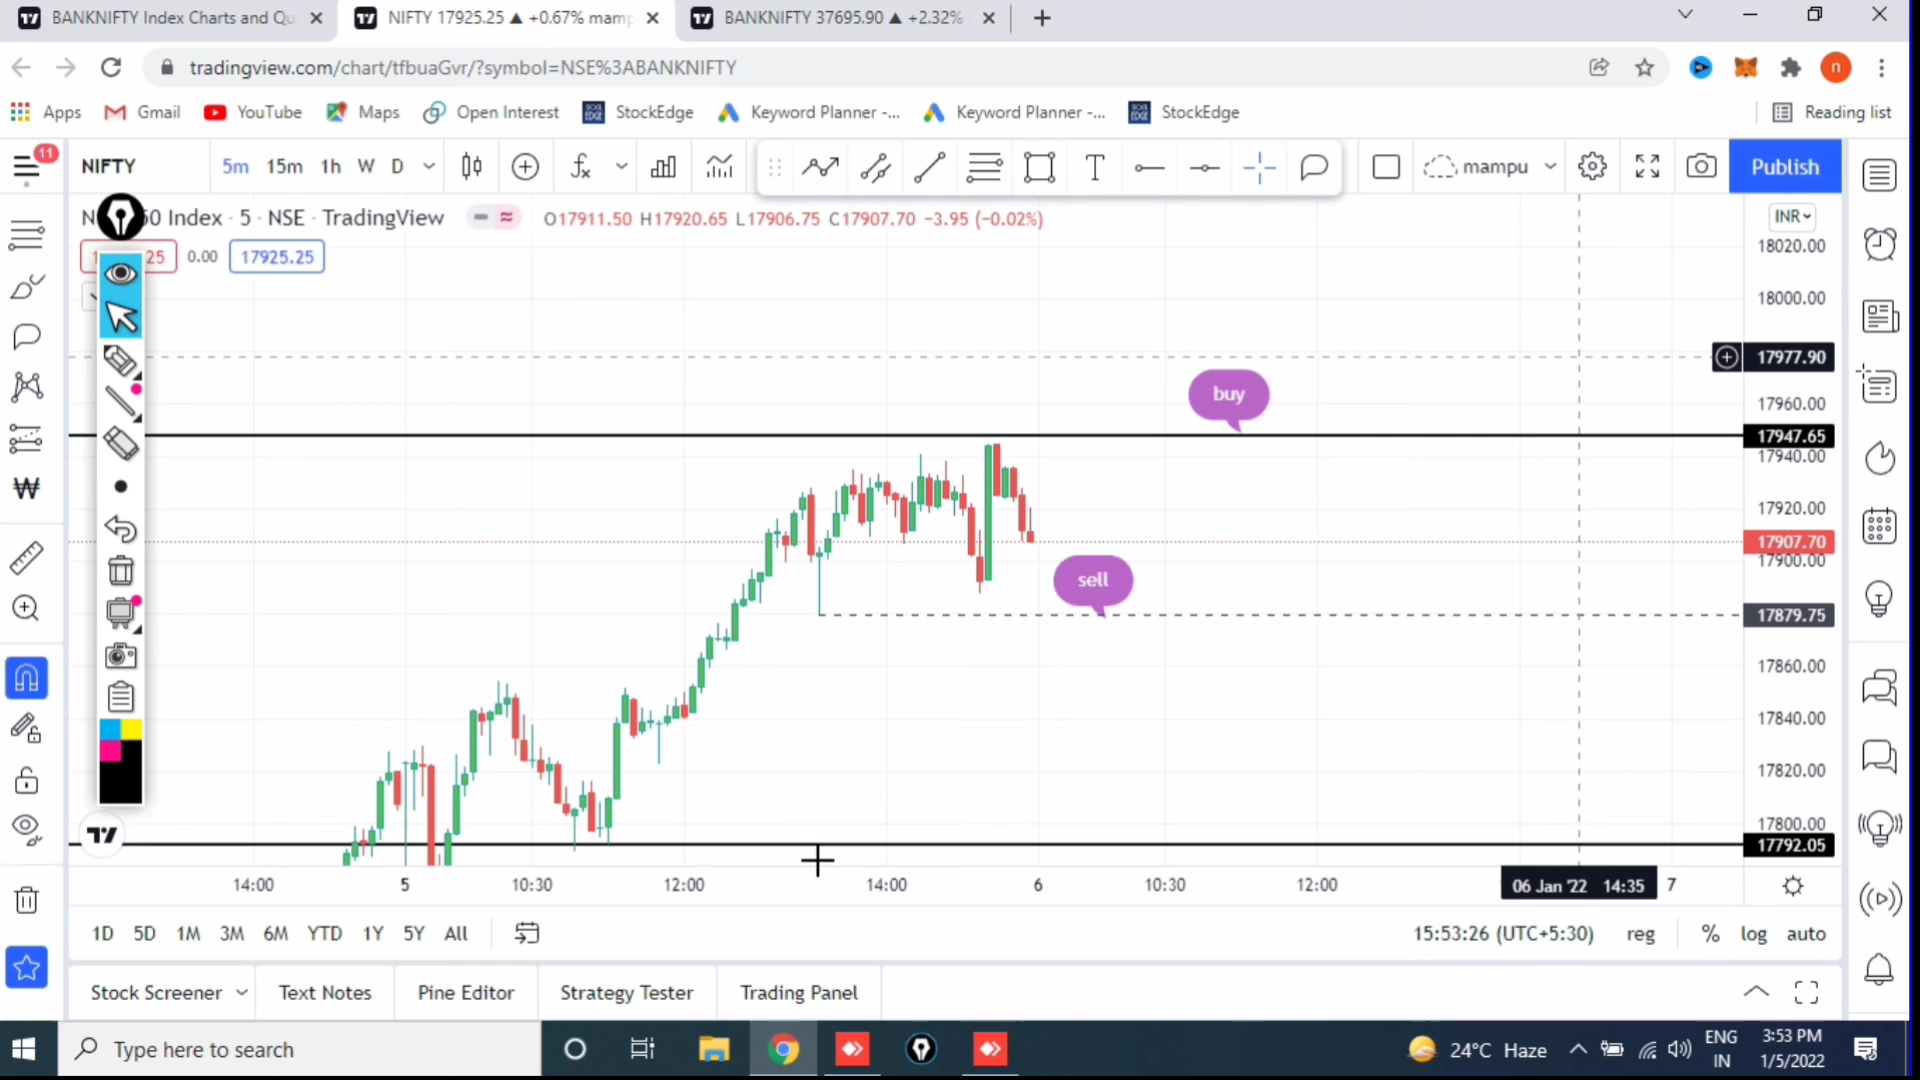 BANKNIFTY Index Charts and Qu
NIFTY 17925.25 ▲ +0.67% mamp
BANKNIFTY 37695.90 ▲ +2.32%
tradingview.com/chart/tfbuaGvr/?symbol=NSE%3ABANKNIFTY
Apps Gmail YouTube Maps Open Interest StockEdge Keyword Planner -... Keyword Planner -... StockEdge Reading list
11
NIFTY 5m 15m 1h W D mampu Publish
50 Index · 5 · NSE · TradingView O17911.50 H17920.65 L17906.75 C17907.70 −3.95 (−0.02%)
INR
0.00 17925.25
18020.00
18000.00
17977.90
buy
17960.00
17947.65
17940.00
17920.00
17907.70
17900.00
sell
17879.75
17860.00
17840.00
17820.00
17800.00
17792.05
14:00 5 10:30 12:00 14:00 6 10:30 12:00 06 Jan '22 14:35 7
1D 5D 1M 3M 6M YTD 1Y 5Y All 15:53:26 (UTC+5:30) reg % log auto
Stock Screener Text Notes Pine Editor Strategy Tester Trading Panel
Type here to search 24°C Haze ENG IN 3:53 PM 1/5/2022